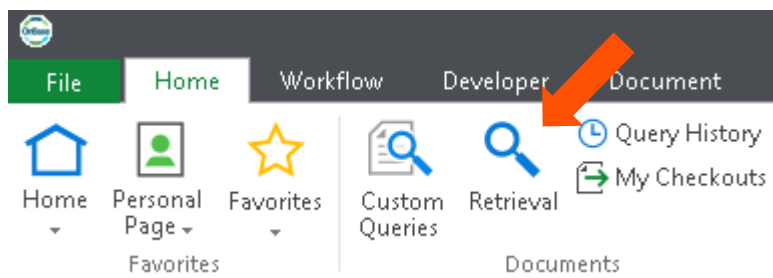 OnBase
File Home Workflow Developer Document
Home
Personal
Page
Favorites
Custom
Queries
Retrieval
Query History
My Checkouts
Favorites
Documents